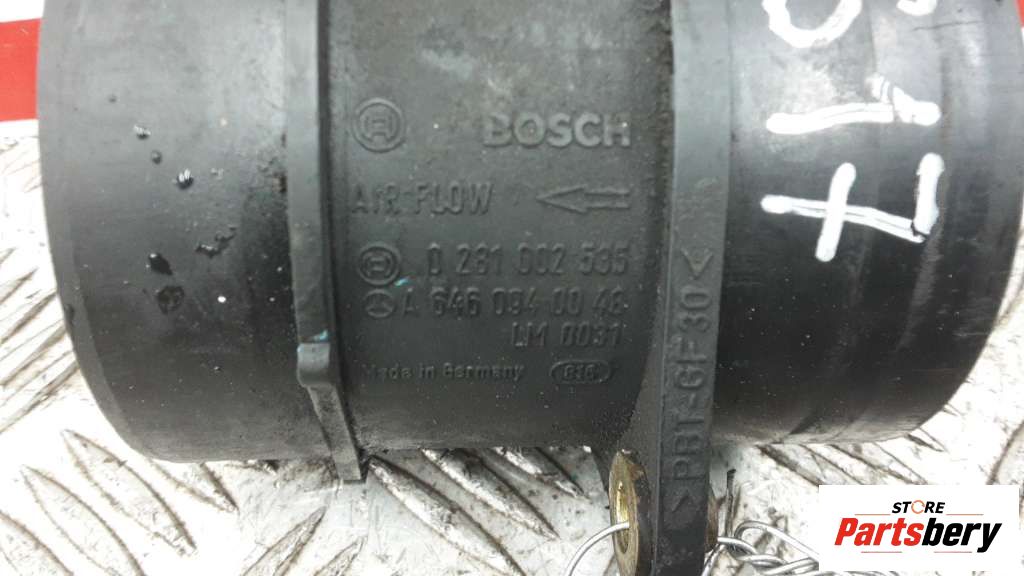 BOSCH
AIR FLOW
0 281 002 535
A 646 094 00 48
LM 0031
Made in Germany
>PBT-GF30<
STORE
Partsbery